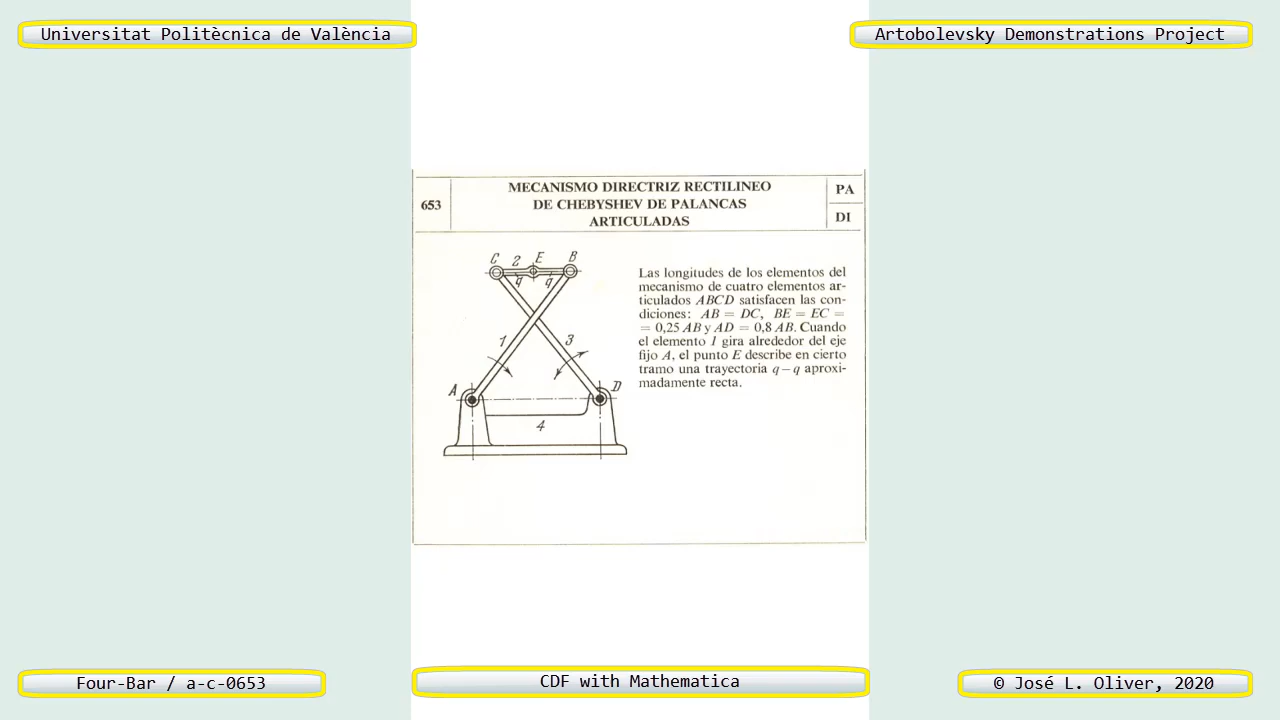 Universitat Politècnica de València
Artobolevsky Demonstrations Project
653
MECANISMO DIRECTRIZ RECTILINEO
DE CHEBYSHEV DE PALANCAS
ARTICULADAS
PA
DI
C 2 E B
q q
1 3
A D
4
Las longitudes de los elementos del
mecanismo de cuatro elementos ar-
ticulados ABCD satisfacen las con-
diciones: AB = DC, BE = EC =
= 0,25 AB y AD = 0,8 AB. Cuando
el elemento 1 gira alrededor del eje
fijo A, el punto E describe en cierto
tramo una trayectoria q—q aproxi-
madamente recta.
Four-Bar / a-c-0653
CDF with Mathematica
© José L. Oliver, 2020